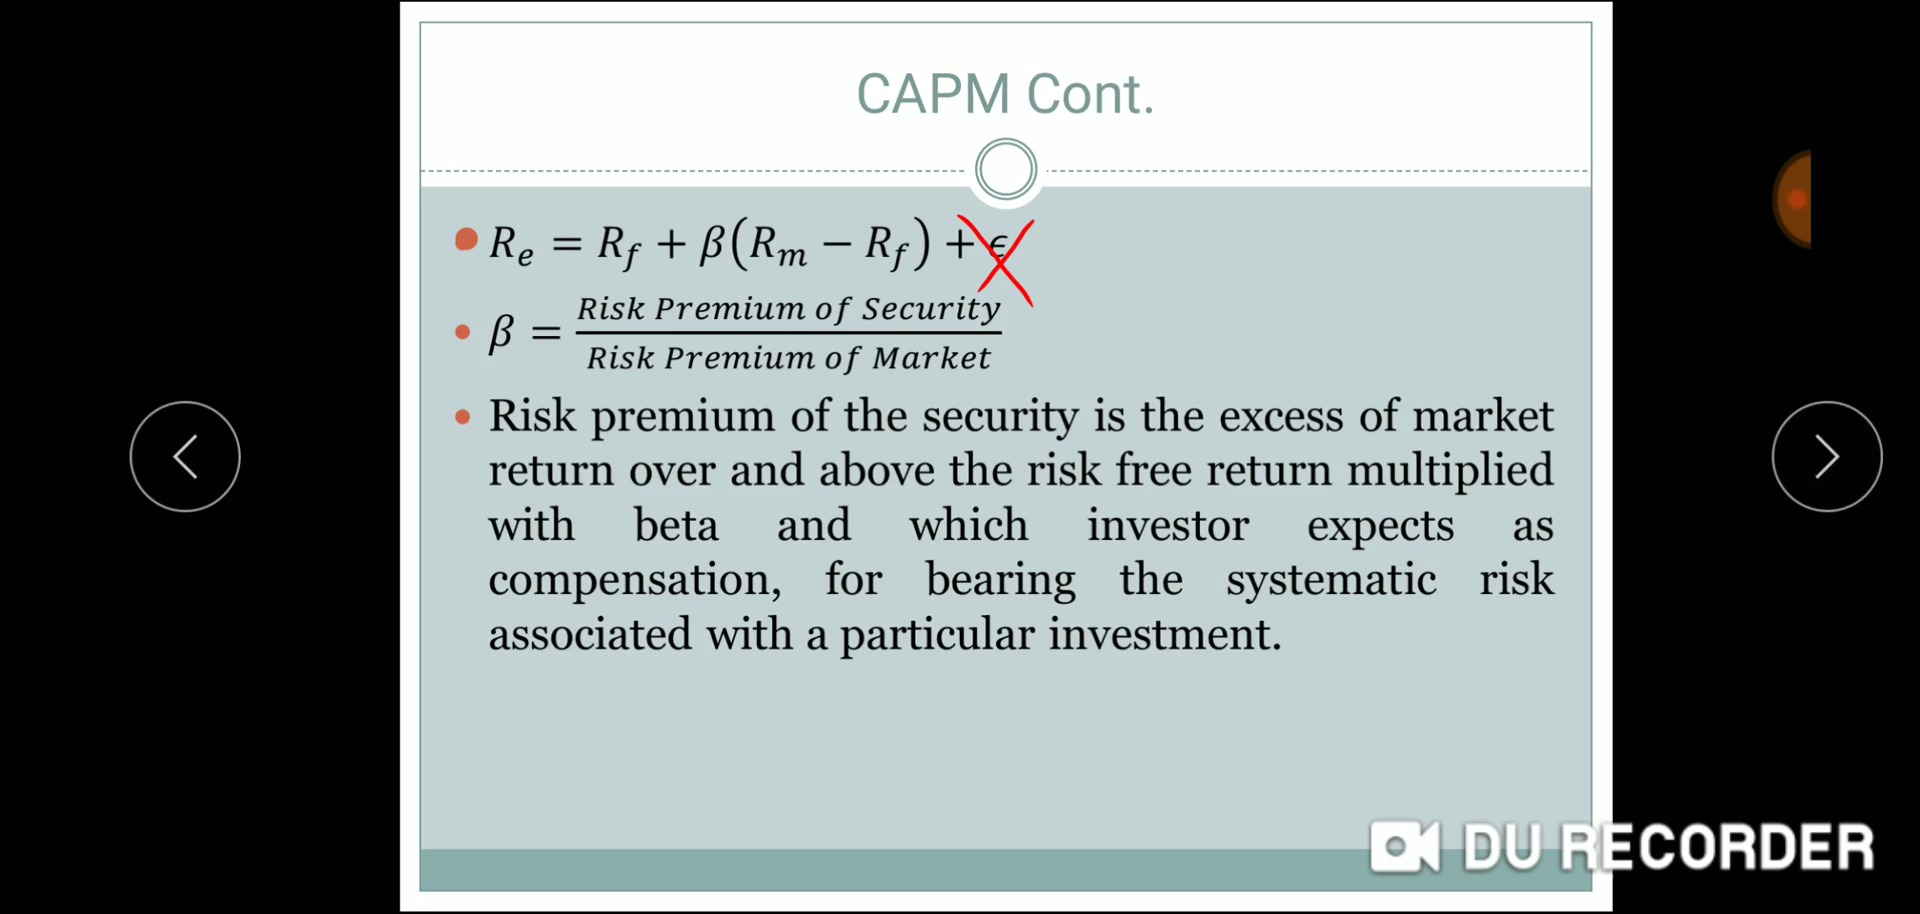 CAPM Cont.
R_e = R_f + β(R_m − R_f) + ϵ
β = Risk Premium of Security / Risk Premium of Market
Risk premium of the security is the excess of market
return over and above the risk free return multiplied
with beta and which investor expects as
compensation, for bearing the systematic risk
associated with a particular investment.
DU RECORDER